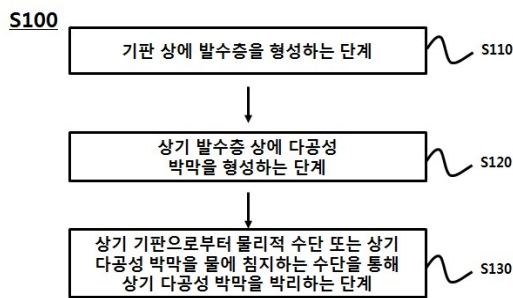 S100
기판 상에 발수층을 형성하는 단계
S110
상기 발수층 상에 다공성
박막을 형성하는 단계
S120
상기 기판으로부터 물리적 수단 또는 상기
다공성 박막을 물에 침지하는 수단을 통해
상기 다공성 박막을 박리하는 단계
S130